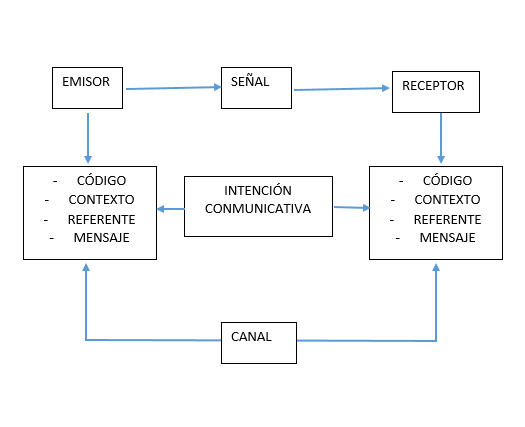 EMISOR
SEÑAL
RECEPTOR
- CÓDIGO
- CONTEXTO
- REFERENTE
- MENSAJE
INTENCIÓN
CONMUNICATIVA
- CÓDIGO
- CONTEXTO
- REFERENTE
- MENSAJE
CANAL